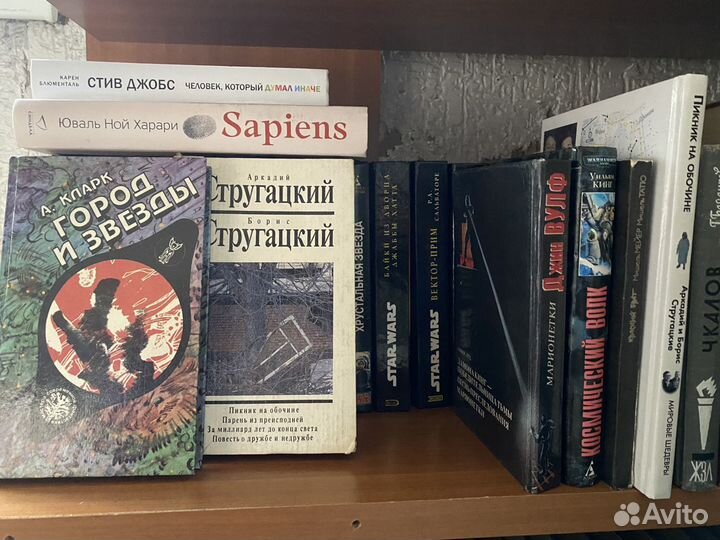 КАРЕН
БЛЮМЕНТАЛЬ
СТИВ ДЖОБС
ЧЕЛОВЕК, КОТОРЫЙ ДУМАЛ ИНАЧЕ
Юваль Ной Харари
Sapiens
А. КЛАРК
ГОРОД
И ЗВЕЗДЫ
Аркадий
Стругацкий
Борис
Стругацкий
Пикник на обочине
Парень из преисподней
За миллиард лет до конца света
Повесть о дружбе и недружбе
ХРУСТАЛЬНАЯ ЗВЕЗДА
STAR WARS
БАЙКИ ИЗ ДВОРЦА
ДЖАББЫ ХАТТА
STAR WARS
ВЕКТОР-ПРИМ
Р.А.
САЛЬВАТОРЕ
МАРИОНЕТКИ
Джин ВУЛФ
WARHAMMER
Уильям
КИНГ
КОСМИЧЕСКИЙ ВОЛК
ПИКНИК НА ОБОЧИНЕ
Аркадий и Борис
Стругацкие
МИРОВЫЕ ШЕДЕВРЫ
ЧКАЛОВ
ЖЗЛ
Avito